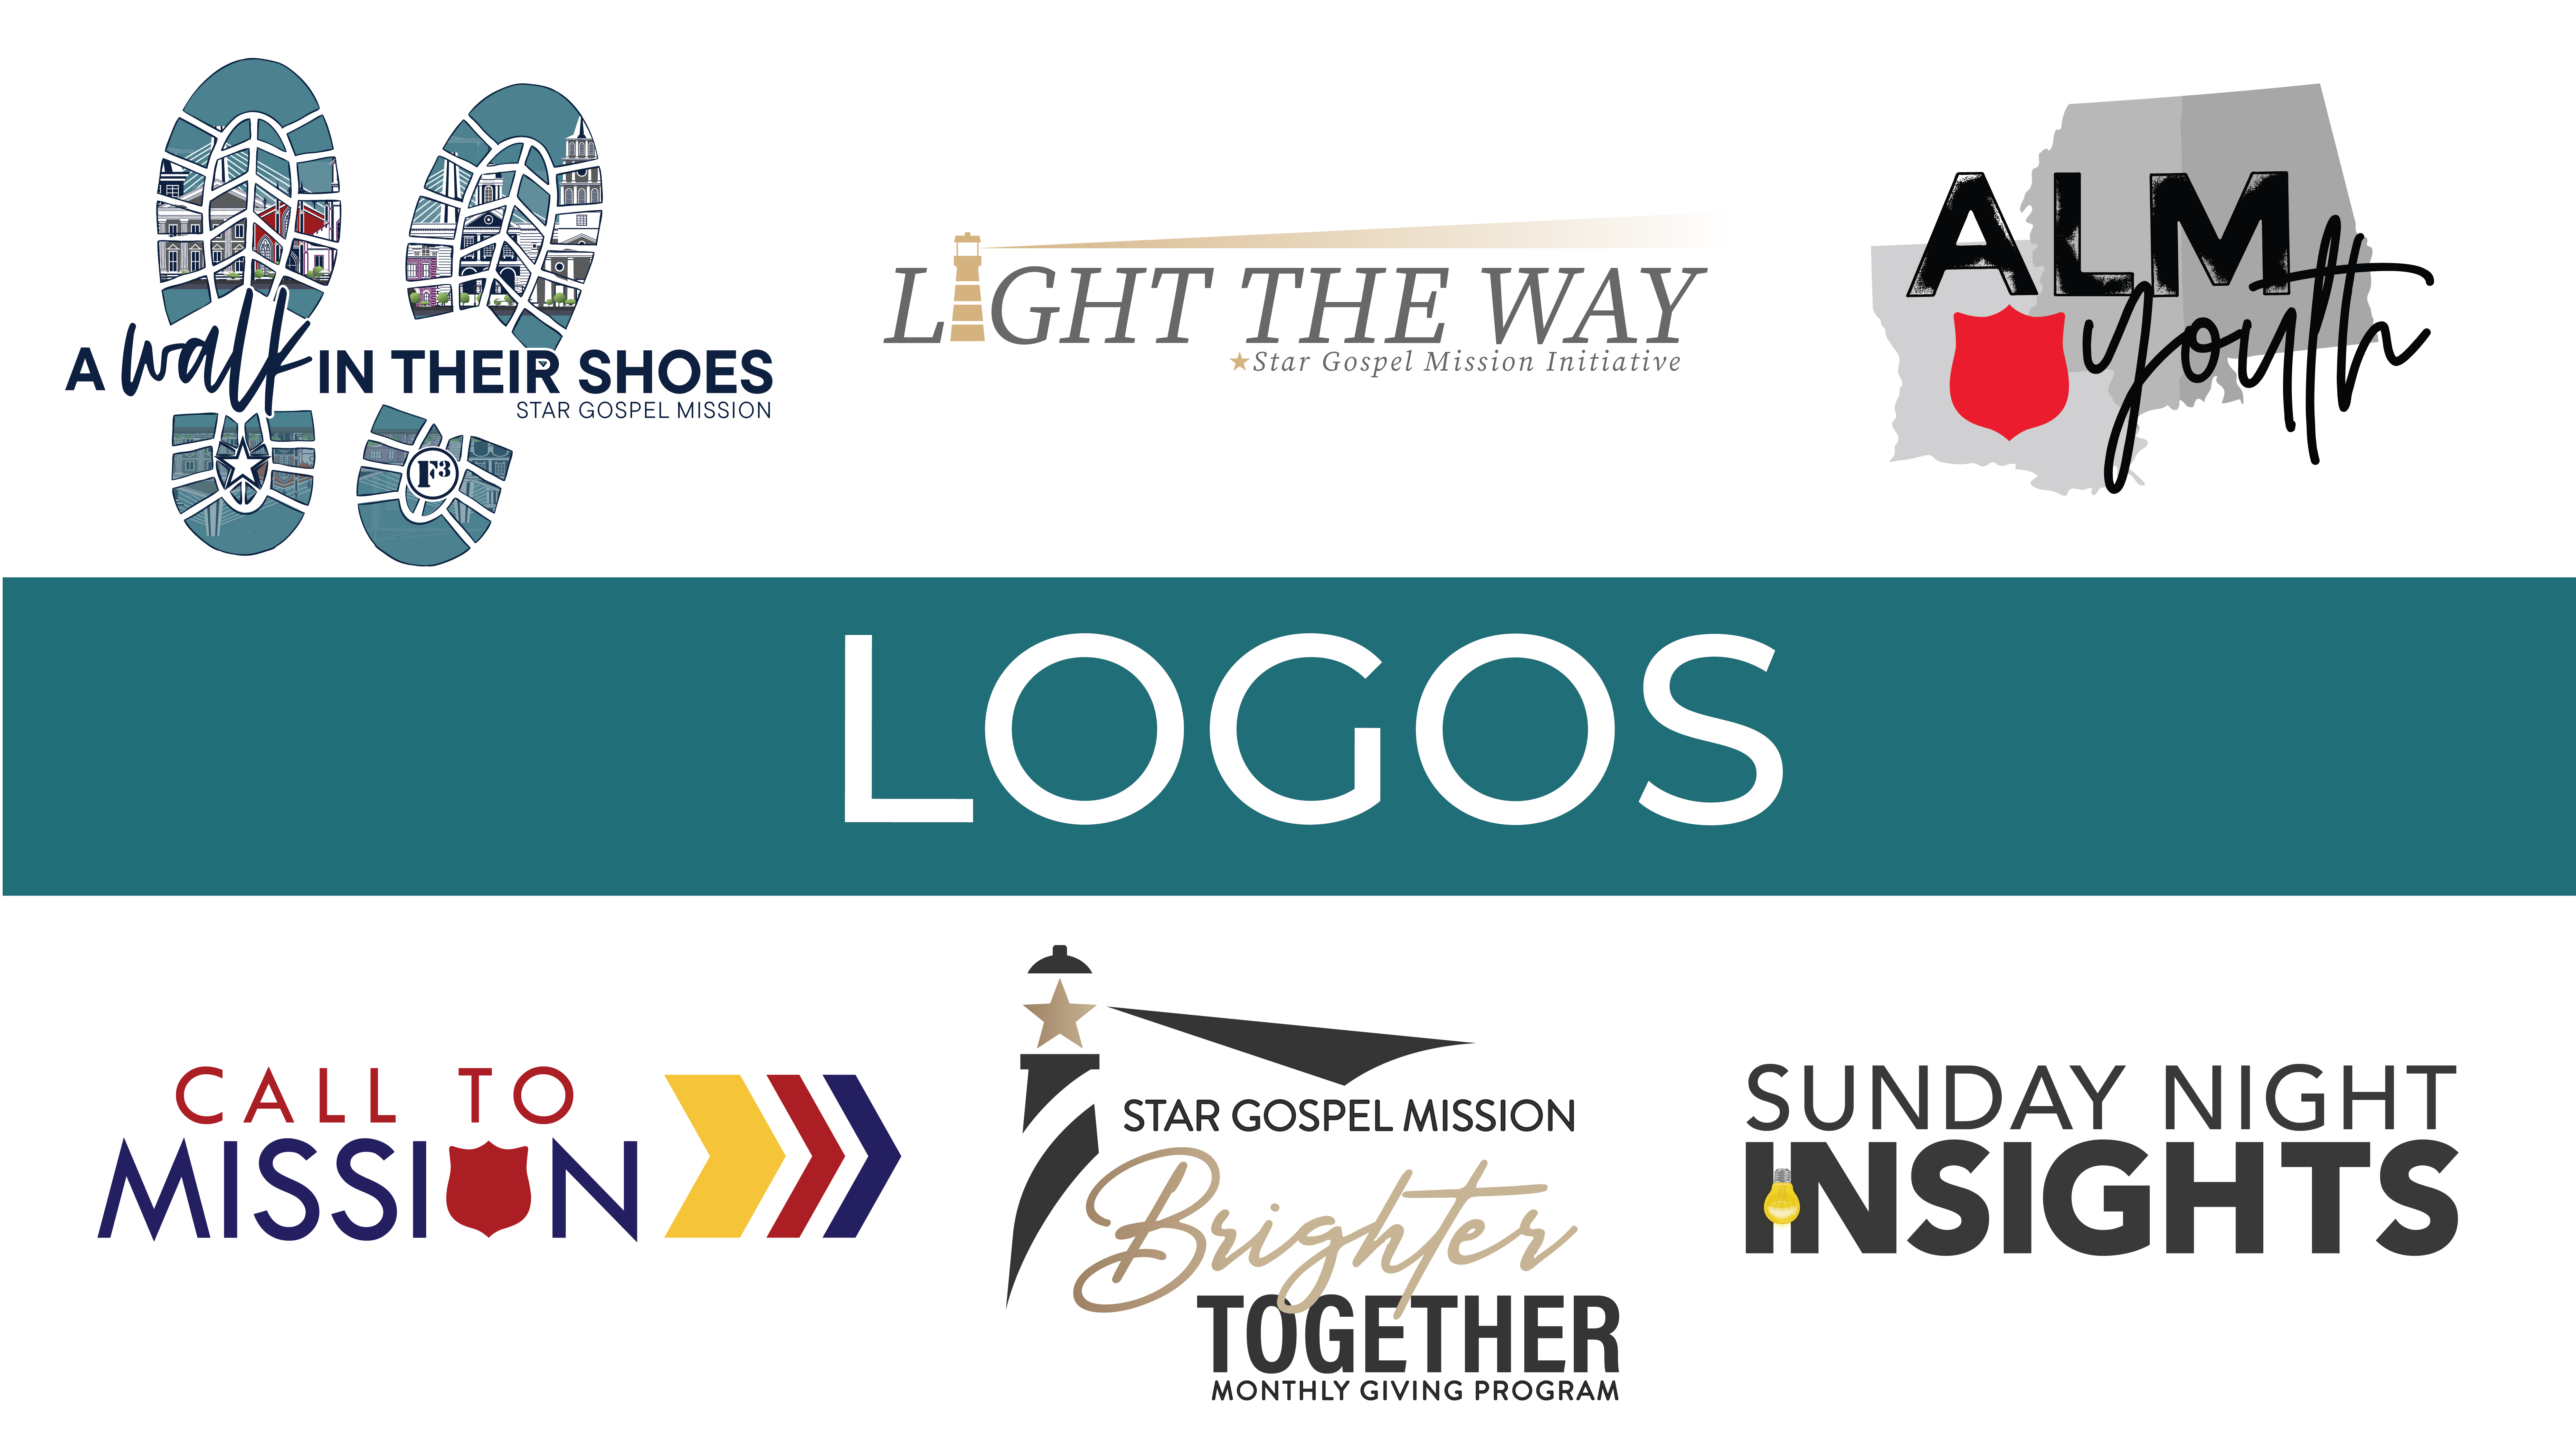 A walk IN THEIR SHOES
STAR GOSPEL MISSION
F3
LIGHT THE WAY
Star Gospel Mission Initiative
ALM
youth
LOGOS
CALL TO
MISSION
STAR GOSPEL MISSION
Brighter
TOGETHER
MONTHLY GIVING PROGRAM
SUNDAY NIGHT
INSIGHTS